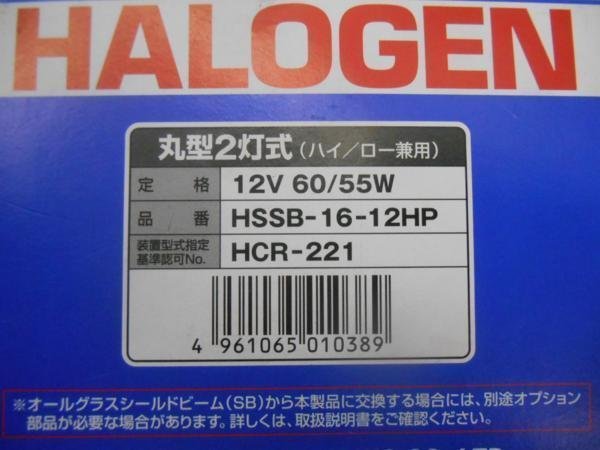 HALOGEN
丸型2灯式(ハイ/ロー兼用)
定格 12V 60/55W
品番 HSSB-16-12HP
装置型式指定
基準認可No. HCR-221
4 961065 010389
※オールグラスシールドビーム(SB)から本製品に交換する場合には、別途オプション
部品が必要な場合があります。詳しくは、取扱説明書をご確認ください。